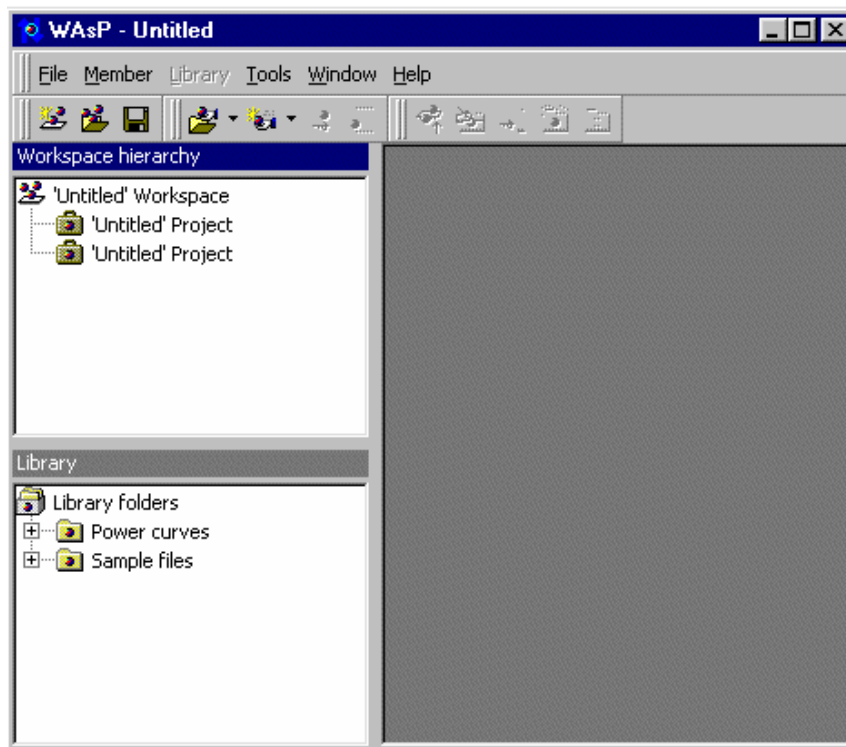 WAsP - Untitled
File Member Library Tools Window Help
Workspace hierarchy
'Untitled' Workspace
'Untitled' Project
'Untitled' Project
Library
Library folders
Power curves
Sample files